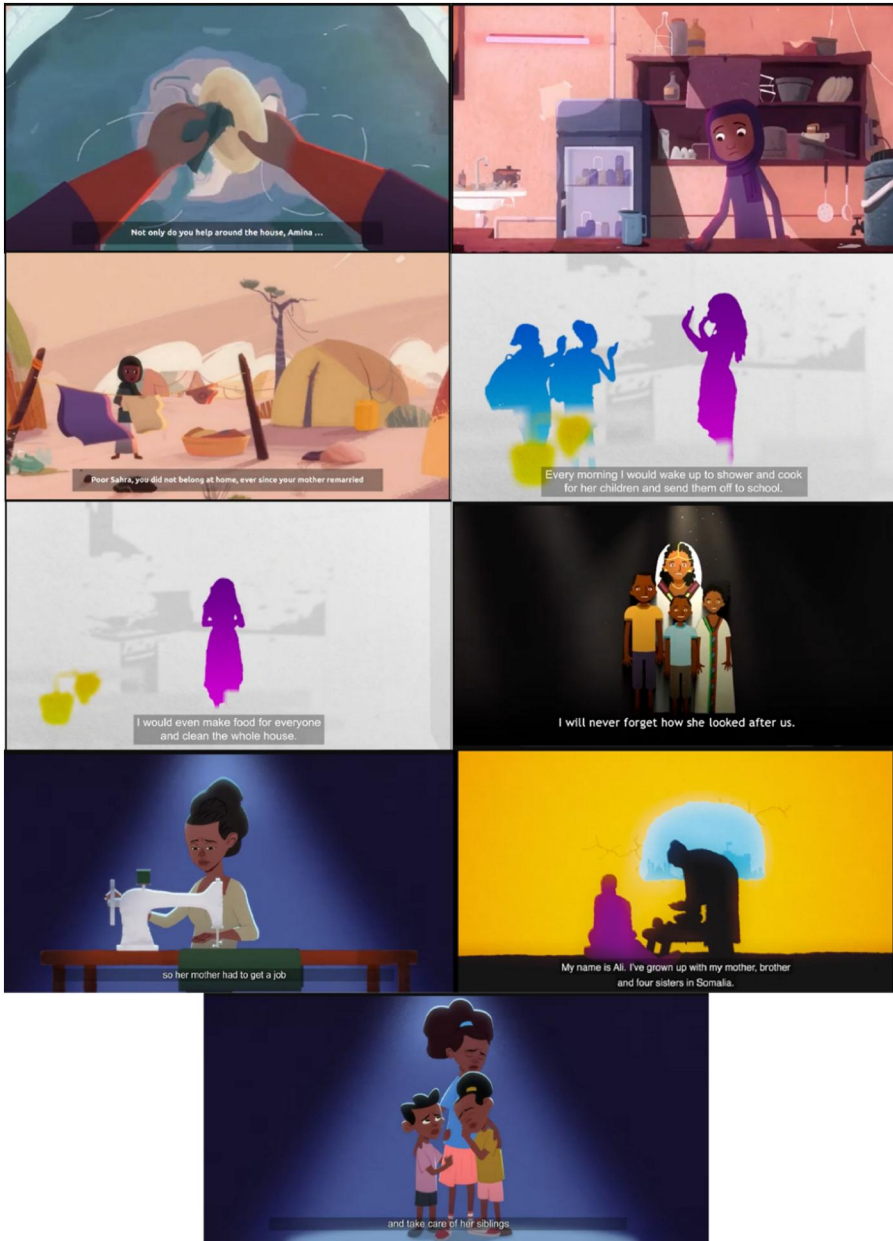 Not only do you help around the house, Amina ...
Poor Sahra, you did not belong at home, ever since your mother remarried
Every morning I would wake up to shower and cook
for her children and send them off to school.
I would even make food for everyone
and clean the whole house.
I will never forget how she looked after us.
so her mother had to get a job
My name is Ali. I've grown up with my mother, brother
and four sisters in Somalia.
and take care of her siblings